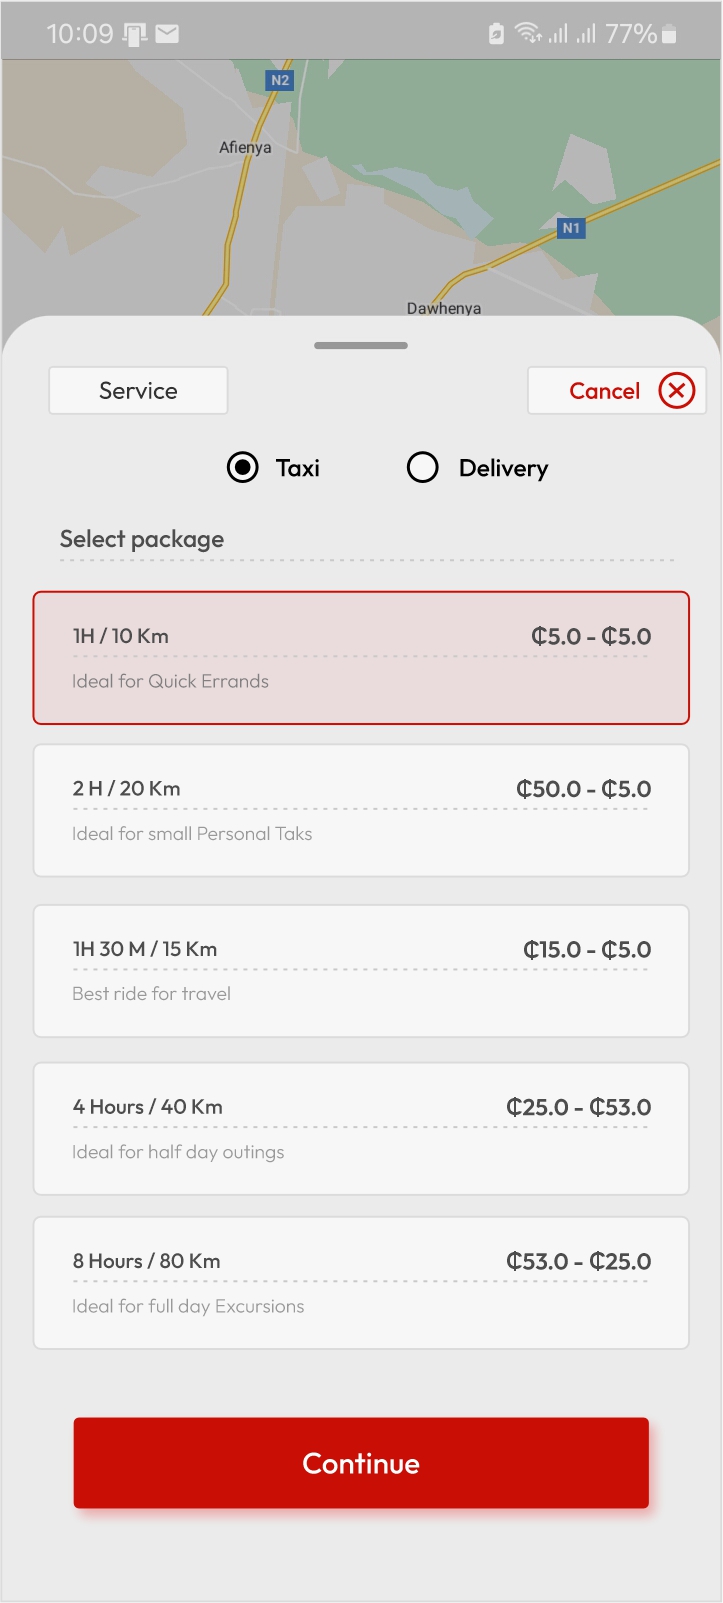 10:09 77%
N2
Afienya
N1
Dawhenya
Service Cancel
Taxi Delivery
Select package
1H / 10 Km ₵5.0 - ₵5.0
Ideal for Quick Errands
2 H / 20 Km ₵50.0 - ₵5.0
Ideal for small Personal Taks
1H 30 M / 15 Km ₵15.0 - ₵5.0
Best ride for travel
4 Hours / 40 Km ₵25.0 - ₵53.0
Ideal for half day outings
8 Hours / 80 Km ₵53.0 - ₵25.0
Ideal for full day Excursions
Continue